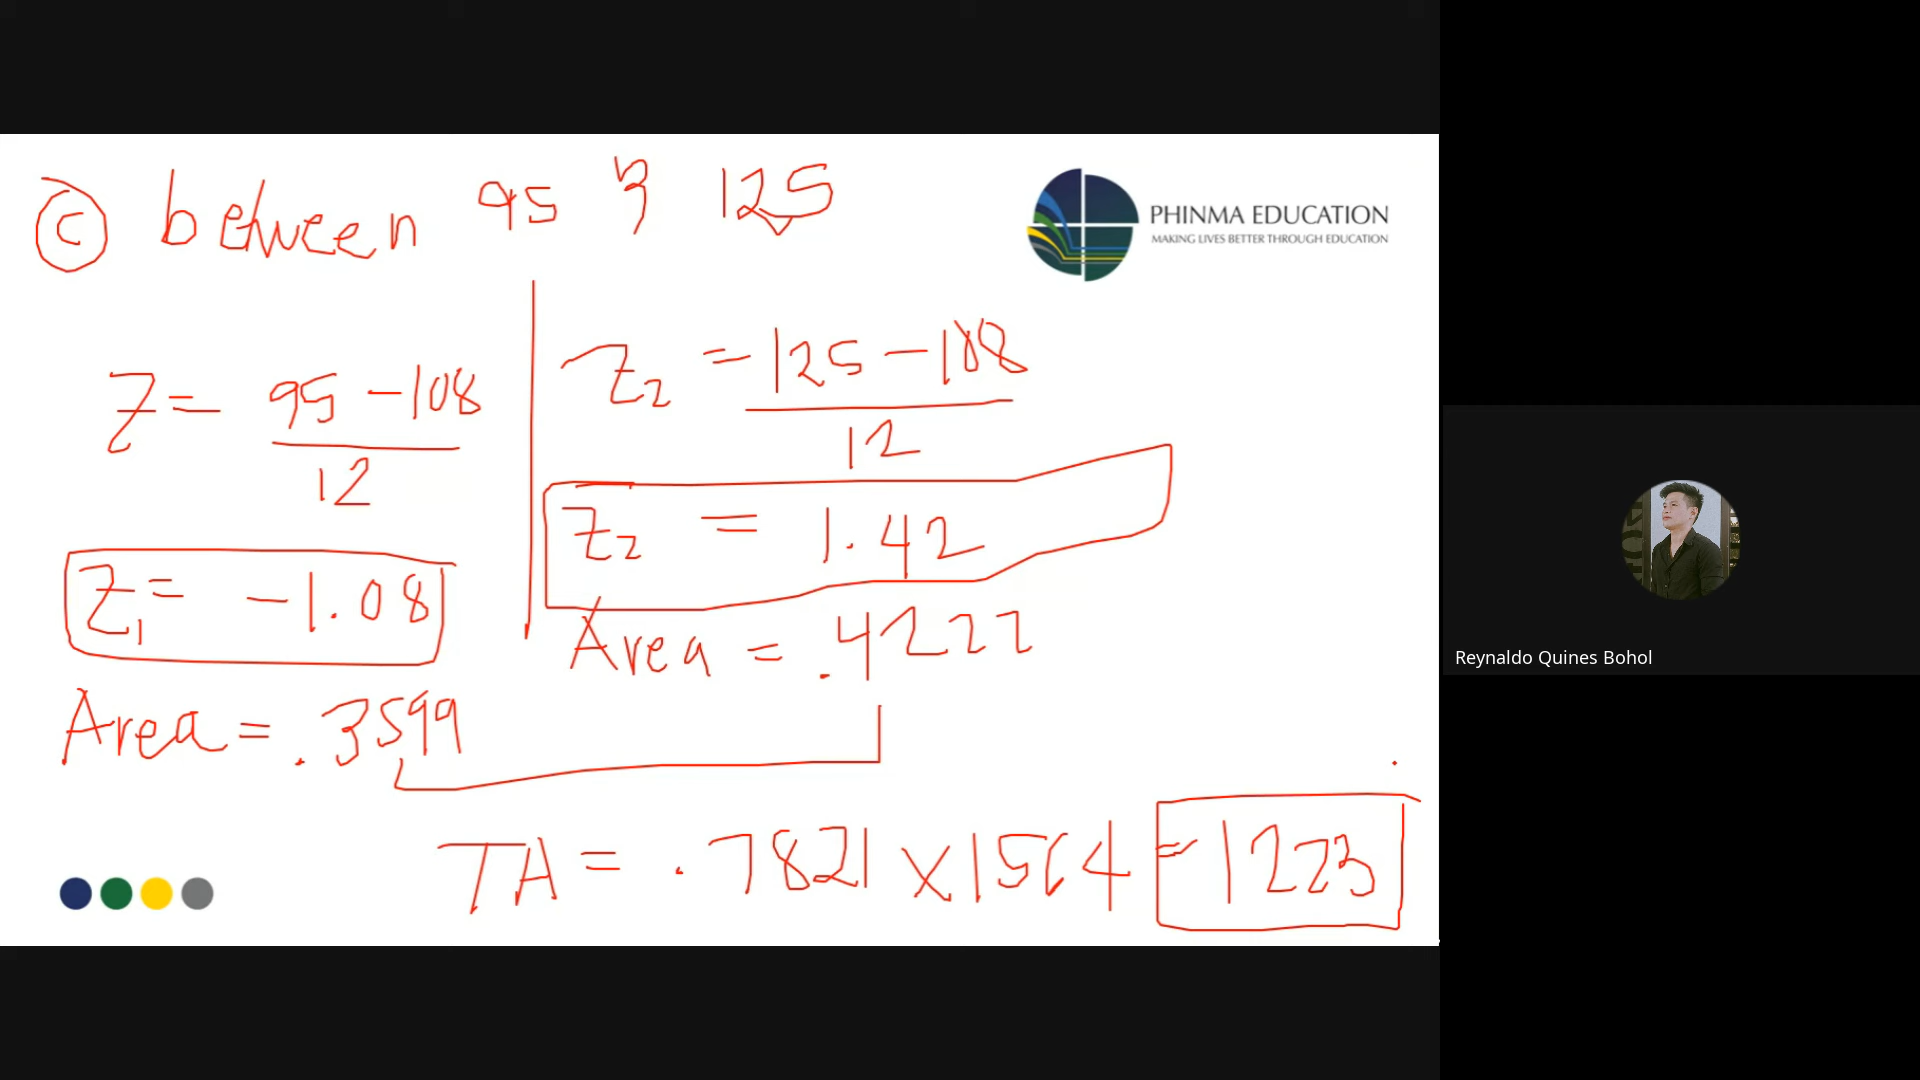 c between 95 & 125
PHINMA EDUCATION
MAKING LIVES BETTER THROUGH EDUCATION
Z = 95 - 108
12
Z1 = -1.08
Area = .3599
Z2 = 125 - 108
12
Z2 = 1.42
Area = .4222
TA = .7821 x 1564 = 1223
Reynaldo Quines Bohol